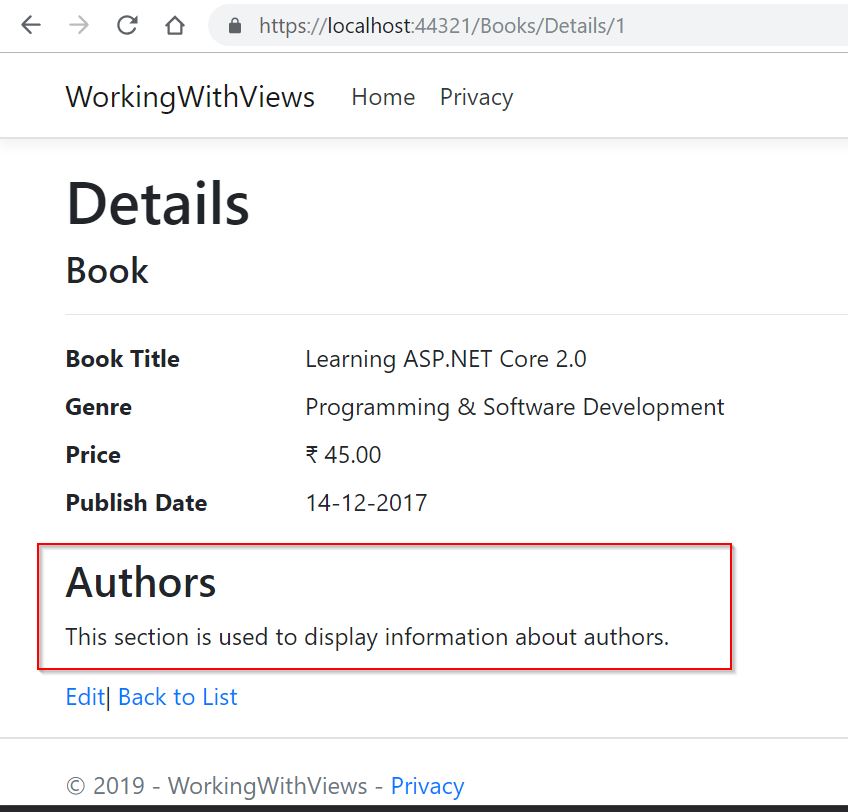 https://localhost:44321/Books/Details/1
WorkingWithViews Home Privacy
Details
Book
Book Title Learning ASP.NET Core 2.0
Genre Programming & Software Development
Price ₹ 45.00
Publish Date 14-12-2017
Authors
This section is used to display information about authors.
Edit| Back to List
© 2019 - WorkingWithViews - Privacy